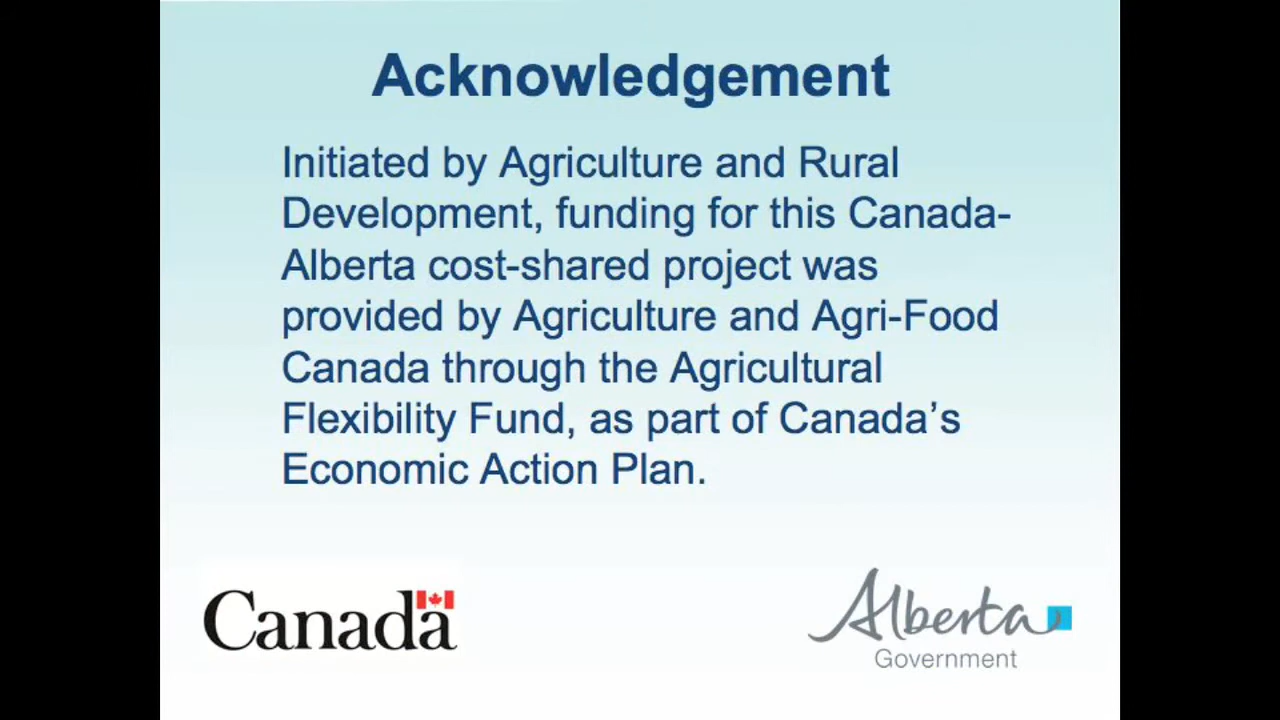 Acknowledgement
Initiated by Agriculture and Rural
Development, funding for this Canada-
Alberta cost-shared project was
provided by Agriculture and Agri-Food
Canada through the Agricultural
Flexibility Fund, as part of Canada’s
Economic Action Plan.
Canada
Alberta
Government